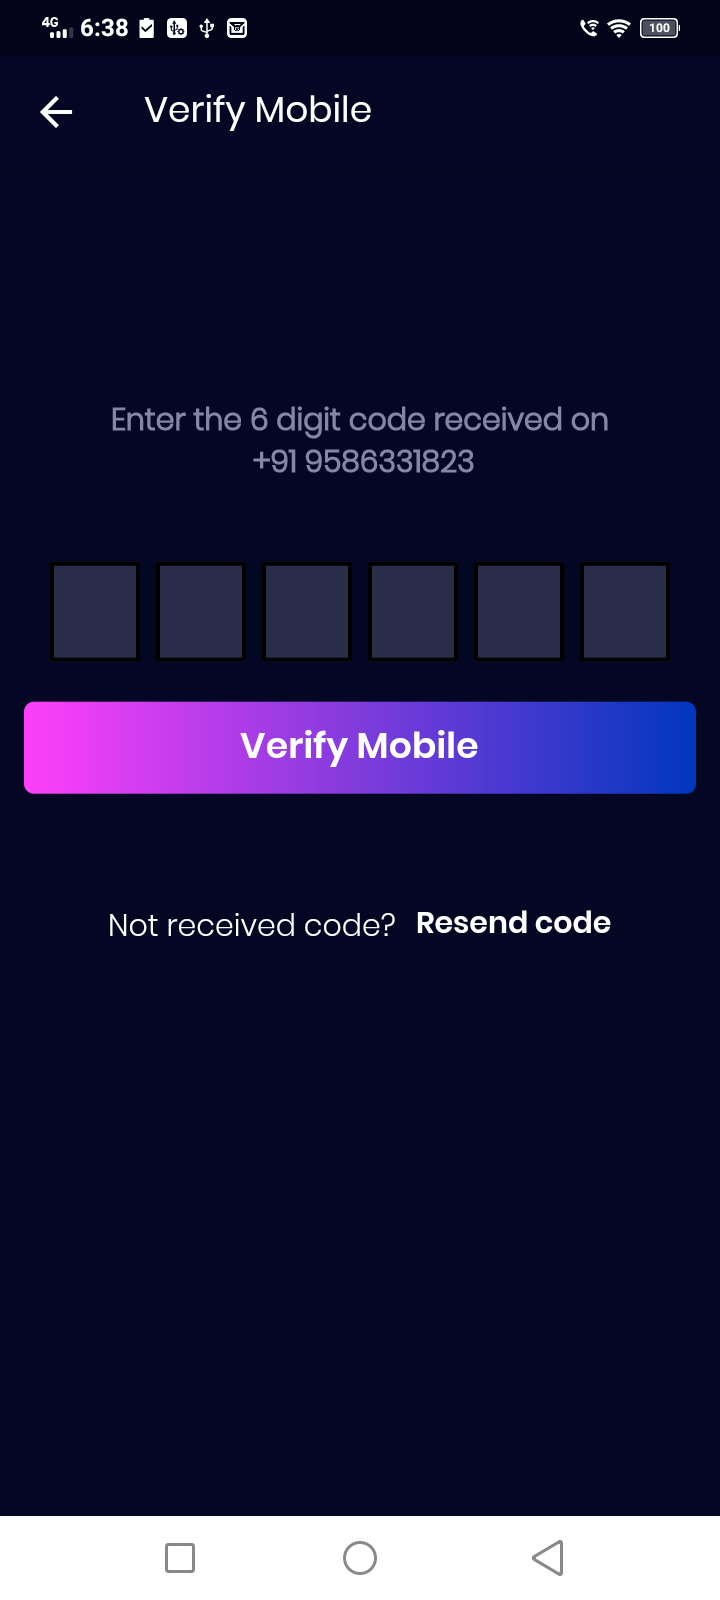 4G 6:38 100
Verify Mobile
Enter the 6 digit code received on
+91 9586331823
Verify Mobile
Not received code? Resend code